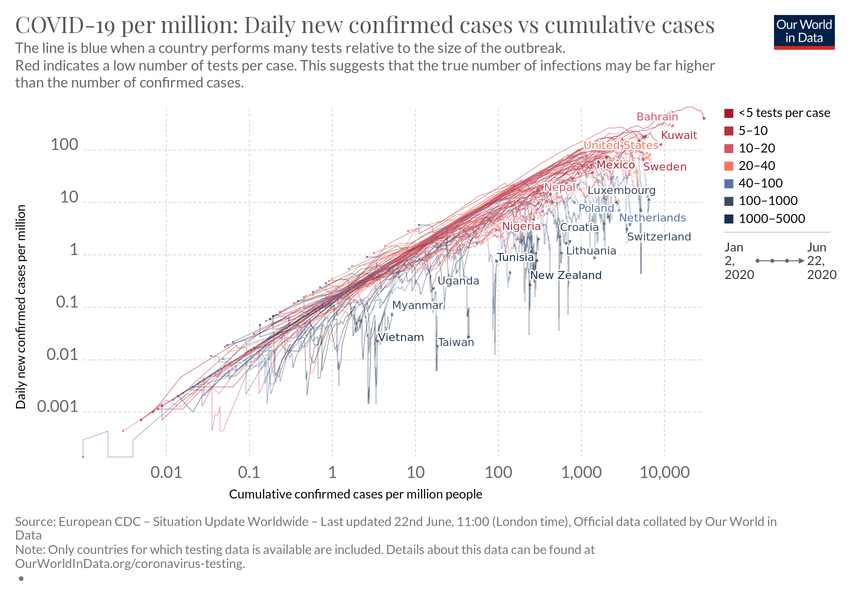 COVID-19 per million: Daily new confirmed cases vs cumulative cases
Our World
in Data
The line is blue when a country performs many tests relative to the size of the outbreak.
Red indicates a low number of tests per case. This suggests that the true number of infections may be far higher
than the number of confirmed cases.
Daily new confirmed cases per million
100
10
1
0.1
0.01
0.001
Bahrain
Kuwait
United States
Mexico
Sweden
Nepal
Luxembourg
Poland
Netherlands
Nigeria
Croatia
Switzerland
Lithuania
Tunisia
New Zealand
Uganda
Myanmar
Vietnam
Taiwan
<5 tests per case
5–10
10–20
20–40
40–100
100–1000
1000–5000
Jan
2,
2020
Jun
22,
2020
0.01
0.1
1
10
100
1,000
10,000
Cumulative confirmed cases per million people
Source: European CDC – Situation Update Worldwide – Last updated 22nd June, 11:00 (London time), Official data collated by Our World in
Data
Note: Only countries for which testing data is available are included. Details about this data can be found at
OurWorldInData.org/coronavirus-testing.